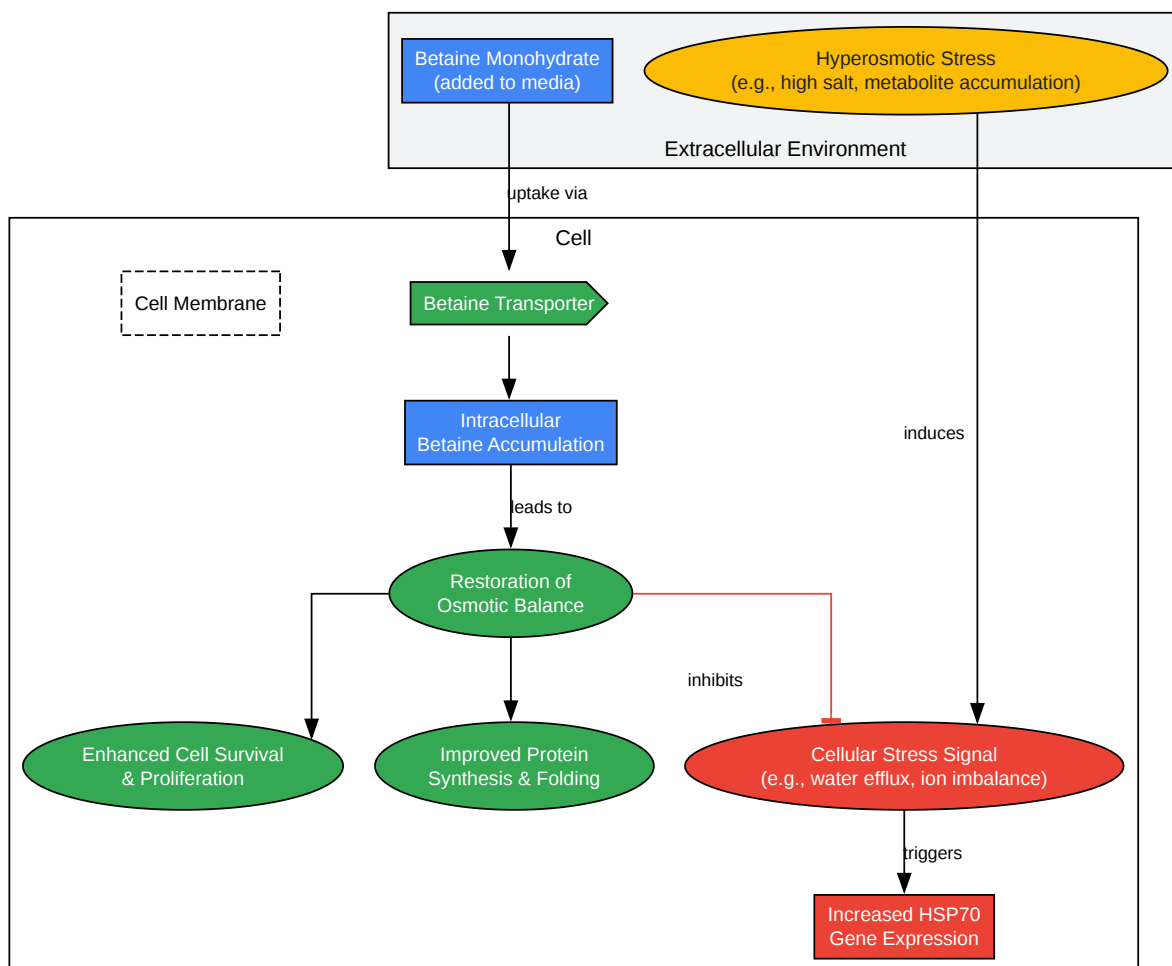 Betaine Monohydrate
(added to media)
Hyperosmotic Stress
(e.g., high salt, metabolite accumulation)
Extracellular Environment
uptake via
Cell
Cell Membrane
Betaine Transporter
Intracellular
Betaine Accumulation
induces
leads to
Restoration of
Osmotic Balance
inhibits
Enhanced Cell Survival
& Proliferation
Improved Protein
Synthesis & Folding
Cellular Stress Signal
(e.g., water efflux, ion imbalance)
triggers
Increased HSP70
Gene Expression